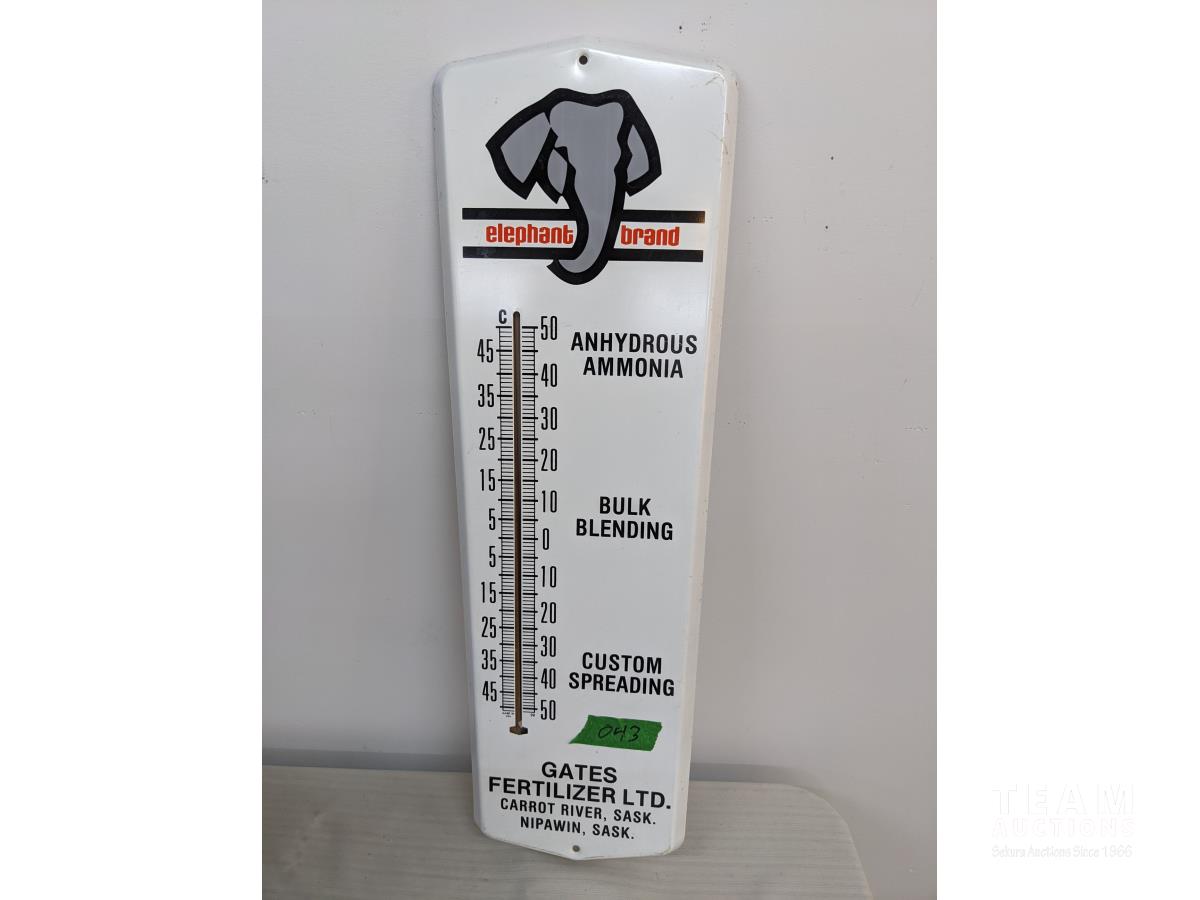 elephant brand
C
50
45
40
35
30
25
20
15
10
5
0
5
10
15
20
25
30
35
40
45
50
ANHYDROUS
AMMONIA
BULK
BLENDING
CUSTOM
SPREADING
043
GATES
FERTILIZER LTD.
CARROT RIVER, SASK.
NIPAWIN, SASK.
TEAM
AUCTIONS
Sekura Auctions Since 1966